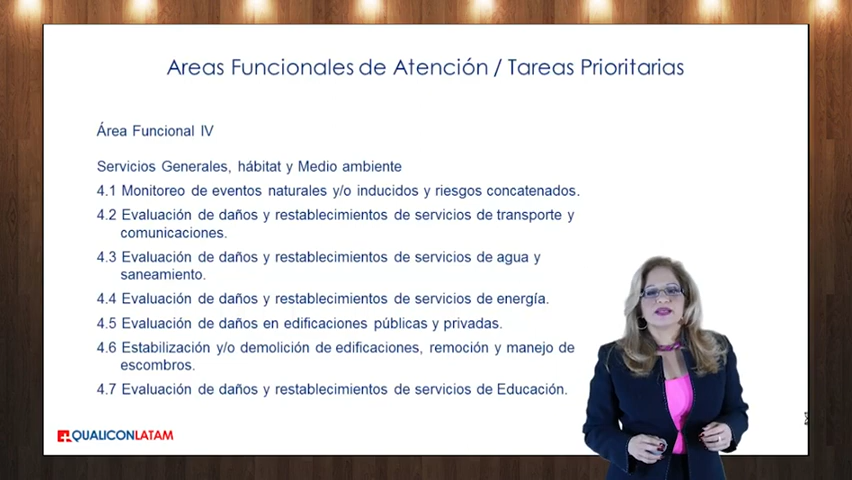 Areas Funcionales de Atención / Tareas Prioritarias
Área Funcional IV
Servicios Generales, hábitat y Medio ambiente
4.1 Monitoreo de eventos naturales y/o inducidos y riesgos concatenados.
4.2 Evaluación de daños y restablecimientos de servicios de transporte y
comunicaciones.
4.3 Evaluación de daños y restablecimientos de servicios de agua y
saneamiento.
4.4 Evaluación de daños y restablecimientos de servicios de energía.
4.5 Evaluación de daños en edificaciones públicas y privadas.
4.6 Estabilización y/o demolición de edificaciones, remoción y manejo de
escombros.
4.7 Evaluación de daños y restablecimientos de servicios de Educación.
QUALICONLATAM